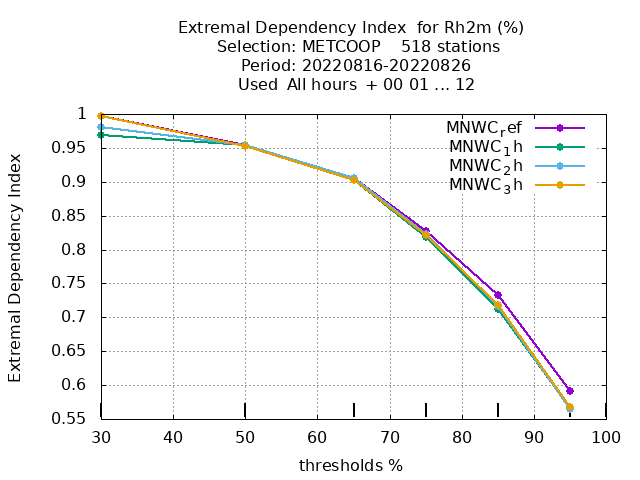 Extremal Dependency Index  for Rh2m (%)
Selection: METCOOP    518 stations
Period: 20220816-20220826
Used  All hours  + 00 01 ... 12
MNWC_ref
MNWC_1h
MNWC_2h
MNWC_3h
Extremal Dependency Index
1
0.95
0.9
0.85
0.8
0.75
0.7
0.65
0.6
0.55
30 40 50 60 70 80 90 100
thresholds %